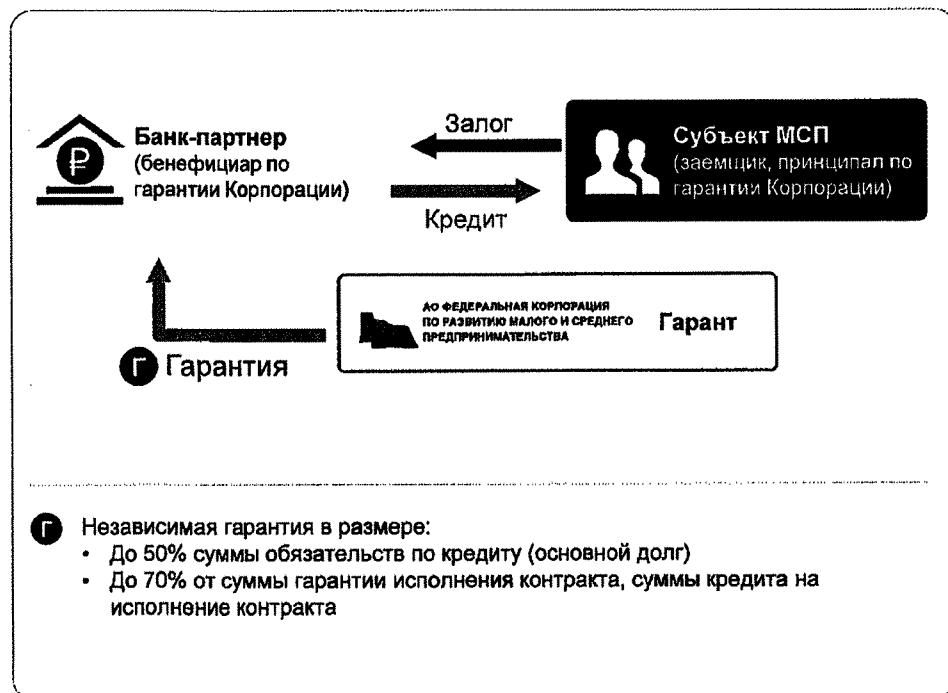 Залог
Банк-партнер
(бенефициар по
гарантии Корпорации)
Субъект МСП
(заемщик, принципал по
гарантии Корпорации)
Кредит
АО ФЕДЕРАЛЬНАЯ КОРПОРАЦИЯ
ПО РАЗВИТИЮ МАЛОГО И СРЕДНЕГО
ПРЕДПРИНИМАТЕЛЬСТВА
Гарант
Г Гарантия
Г Независимая гарантия в размере:
• До 50% суммы обязательств по кредиту (основной долг)
• До 70% от суммы гарантии исполнения контракта, суммы кредита на
исполнение контракта